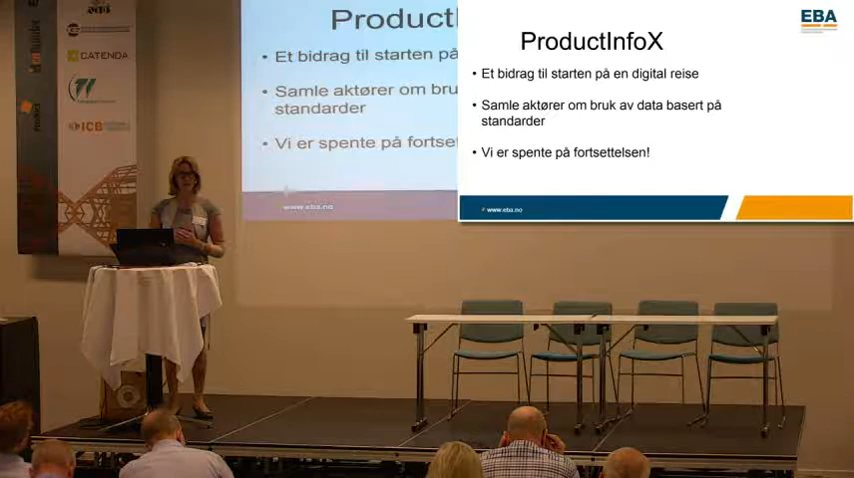 CATENDA
ICB
Product
• Et bidrag til starten på
• Samle aktører om bru
standarder
• Vi er spente på fortset
www.eba.no
EBA
ProductInfoX
• Et bidrag til starten på en digital reise
• Samle aktører om bruk av data basert på
standarder
• Vi er spente på fortsettelsen!
www.eba.no